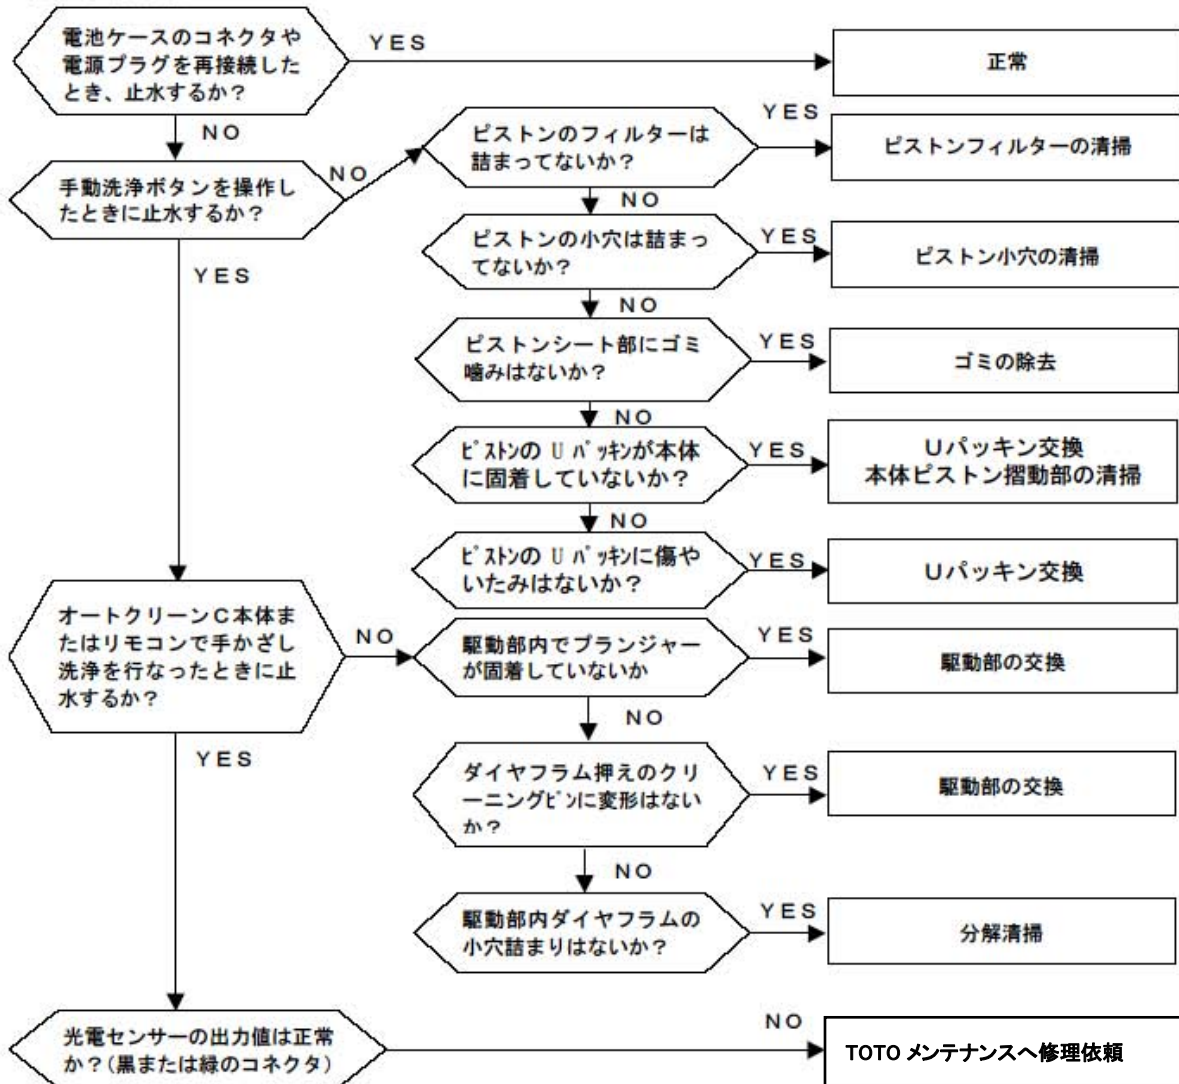 電池ケースのコネクタや
電源プラグを再接続した
とき、止水するか？
YES
正常
NO
手動洗浄ボタンを操作し
たときに止水するか？
NO
ピストンのフィルターは
詰まってないか？
YES
ピストンフィルターの清掃
NO
ピストンの小穴は詰まっ
てないか？
YES
ピストン小穴の清掃
YES
NO
ピストンシート部にゴミ
噛みはないか？
YES
ゴミの除去
NO
ﾋﾟｽﾄﾝの U ﾊﾟｯｷﾝが本体
に固着していないか？
YES
Uパッキン交換
本体ピストン摺動部の清掃
NO
ﾋﾟｽﾄﾝの U ﾊﾟｯｷﾝに傷や
いたみはないか？
YES
Uパッキン交換
オートクリーンC本体ま
たはリモコンで手かざし
洗浄を行なったときに止
水するか？
NO
駆動部内でプランジャー
が固着していないか
YES
駆動部の交換
NO
YES
ダイヤフラム押えのクリ
ーニングﾋﾟﾝに変形はない
か？
YES
駆動部の交換
NO
駆動部内ダイヤフラムの
小穴詰まりはないか？
YES
分解清掃
光電センサーの出力値は正常
か？(黒または緑のコネクタ)
NO
TOTO メンテナンスへ修理依頼